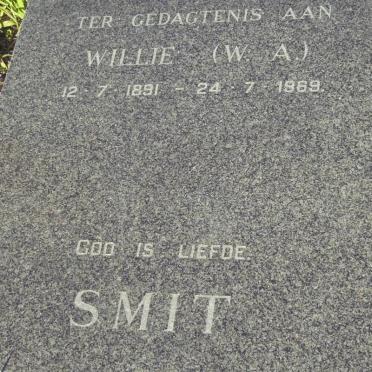 TER GEDAGTENIS AAN
WILLIE (W. A.)
12·7·1891 – 24·7·1969.
GOD IS LIEFDE.
SMIT